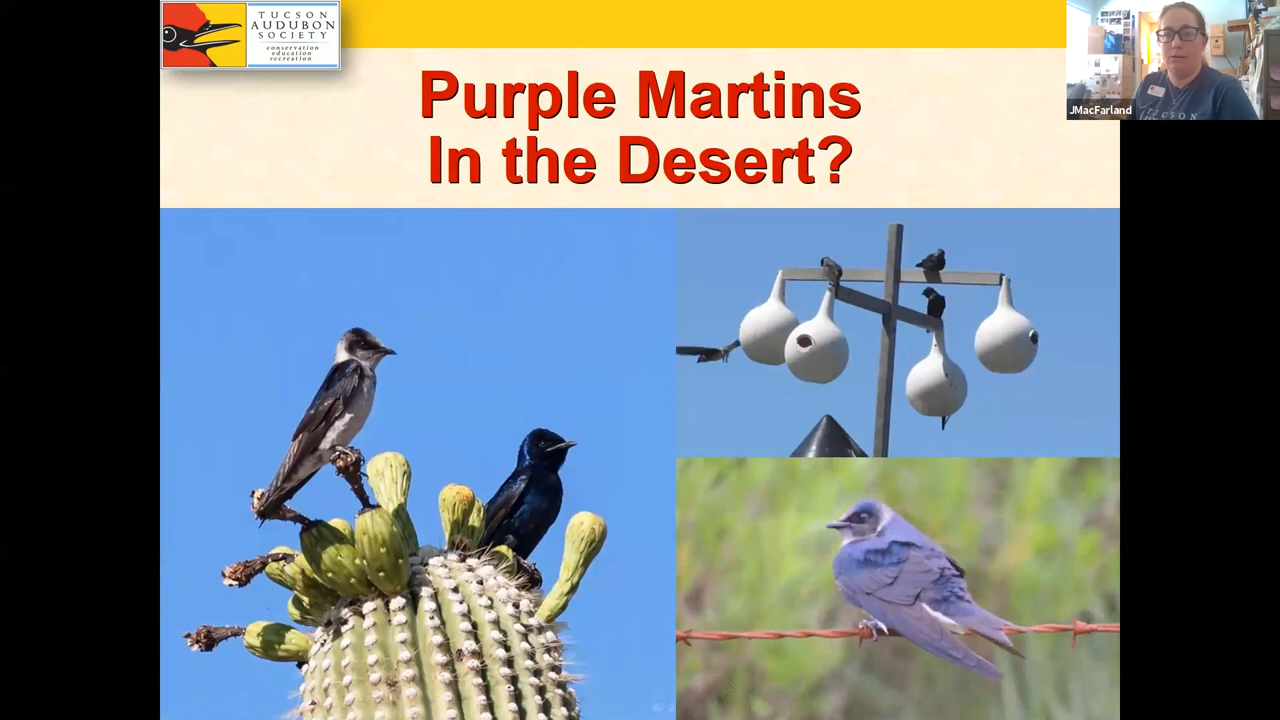 TUCSON
AUDUBON
SOCIETY
conservation
education
recreation
Purple Martins
In the Desert?
JMacFarland